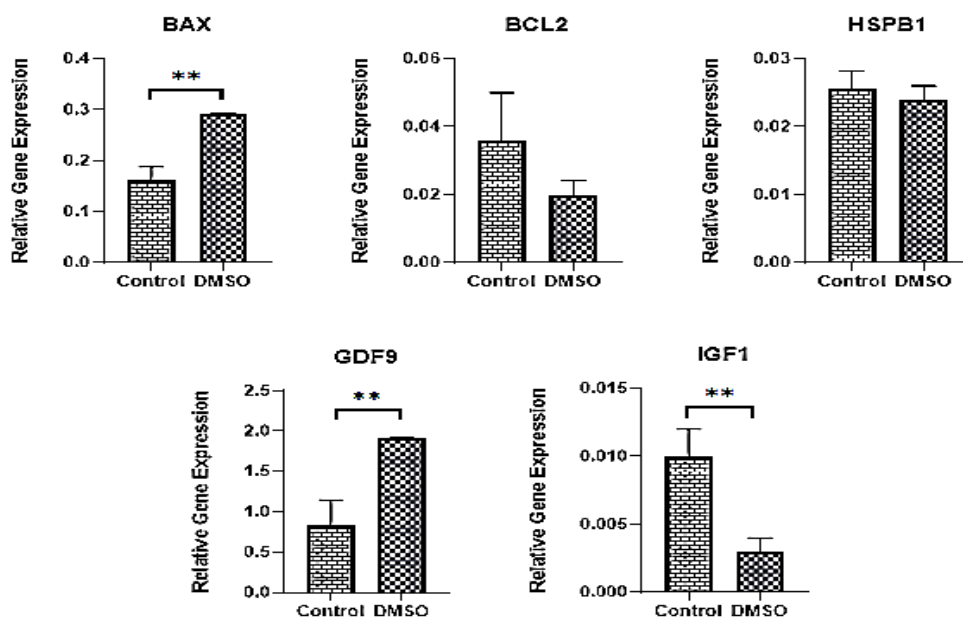 BAX
Relative Gene Expression
0.4
0.3
0.2
0.1
0.0
**
Control DMSO
BCL2
Relative Gene Expression
0.06
0.04
0.02
0.00
Control DMSO
HSPB1
Relative Gene Expression
0.03
0.02
0.01
0.00
Control DMSO
GDF9
Relative Gene Expression
2.5
2.0
1.5
1.0
0.5
0.0
**
Control DMSO
IGF1
Relative Gene Expression
0.015
0.010
0.005
0.000
**
Control DMSO